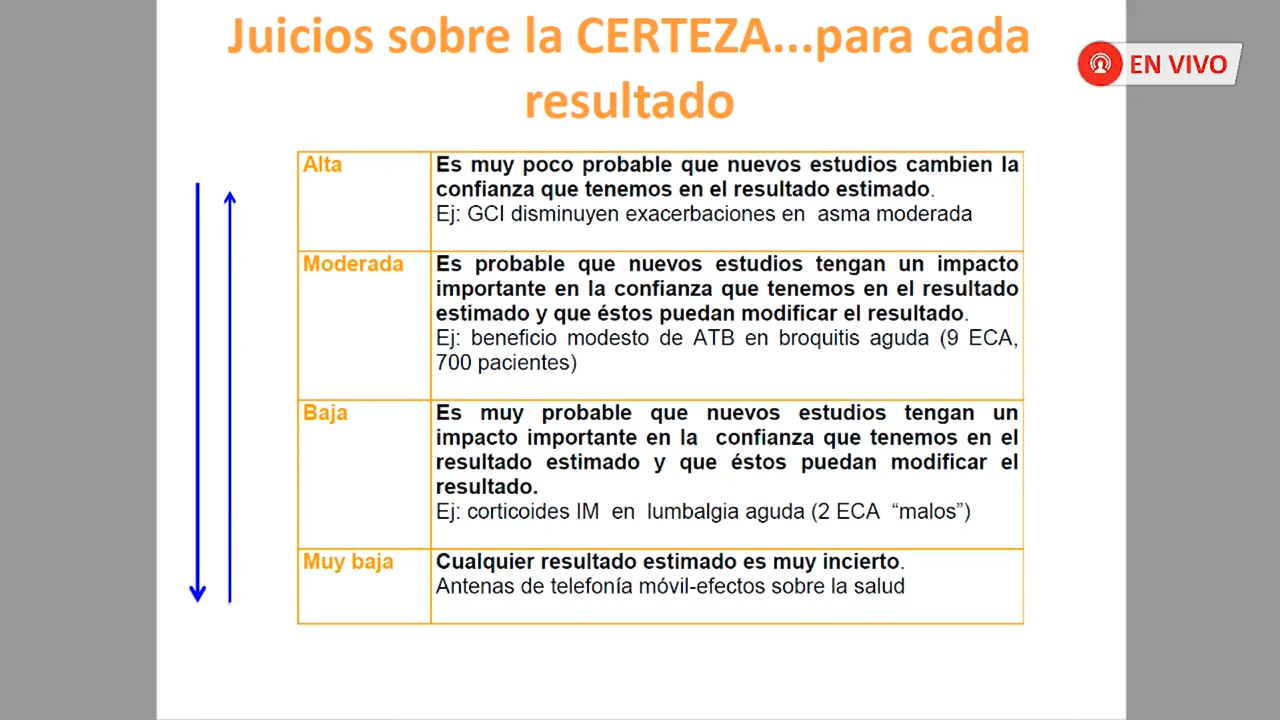 Juicios sobre la CERTEZA...para cada
resultado
EN VIVO
Alta
Es muy poco probable que nuevos estudios cambien la
confianza que tenemos en el resultado estimado.
Ej: GCI disminuyen exacerbaciones en asma moderada
Moderada
Es probable que nuevos estudios tengan un impacto
importante en la confianza que tenemos en el resultado
estimado y que éstos puedan modificar el resultado.
Ej: beneficio modesto de ATB en broquitis aguda (9 ECA,
700 pacientes)
Baja
Es muy probable que nuevos estudios tengan un
impacto importante en la confianza que tenemos en el
resultado estimado y que éstos puedan modificar el
resultado.
Ej: corticoides IM en lumbalgia aguda (2 ECA “malos”)
Muy baja
Cualquier resultado estimado es muy incierto.
Antenas de telefonía móvil-efectos sobre la salud